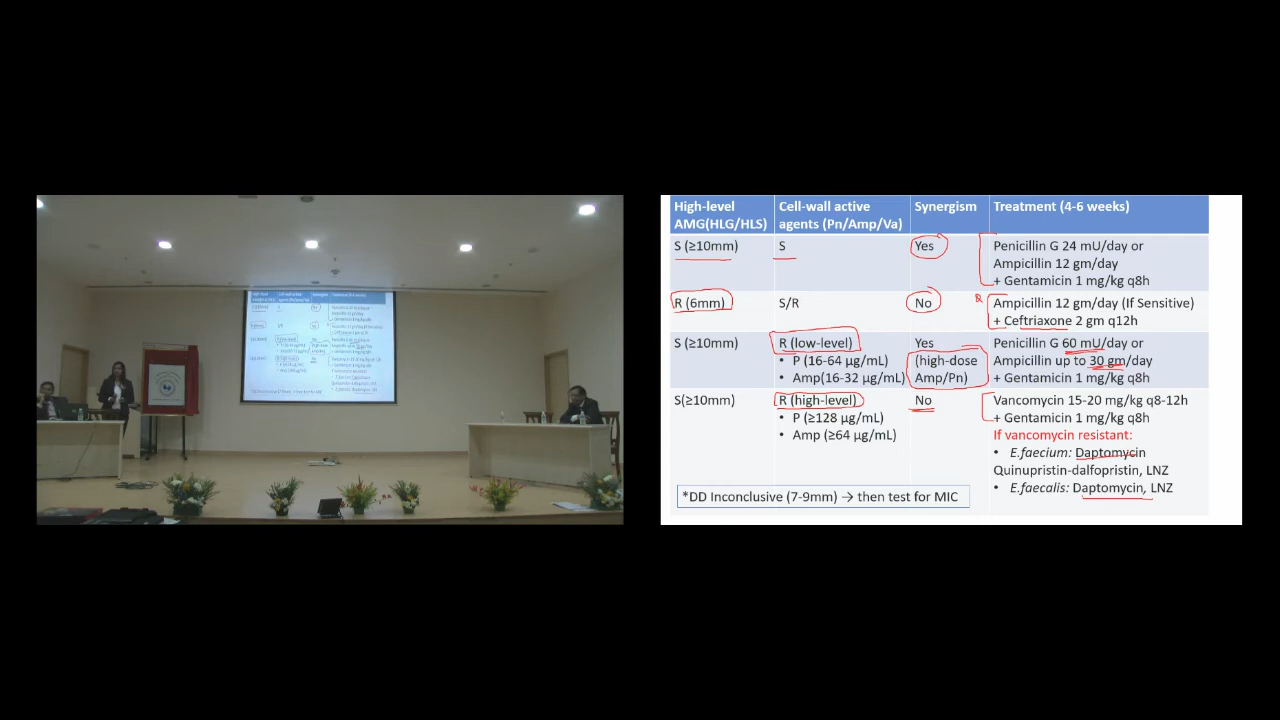 High-level
AMG(HLG/HLS)
Cell-wall active
agents (Pn/Amp/Va)
Synergism
Treatment (4-6 weeks)
S (≥10mm)
S
Yes
Penicillin G 24 mU/day or
Ampicillin 12 gm/day
+ Gentamicin 1 mg/kg q8h
R (6mm)
S/R
No
Ampicillin 12 gm/day (If Sensitive)
+ Ceftriaxone 2 gm q12h
S (≥10mm)
R (low-level)
• P (16-64 µg/mL)
• Amp(16-32 µg/mL)
Yes
(high-dose
Amp/Pn)
Penicillin G 60 mU/day or
Ampicillin up to 30 gm/day
+ Gentamicin 1 mg/kg q8h
S(≥10mm)
R (high-level)
• P (≥128 µg/mL)
• Amp (≥64 µg/mL)
No
Vancomycin 15-20 mg/kg q8-12h
+ Gentamicin 1 mg/kg q8h
If vancomycin resistant:
• E.faecium: Daptomycin
Quinupristin-dalfopristin, LNZ
• E.faecalis: Daptomycin, LNZ
*DD Inconclusive (7-9mm) → then test for MIC